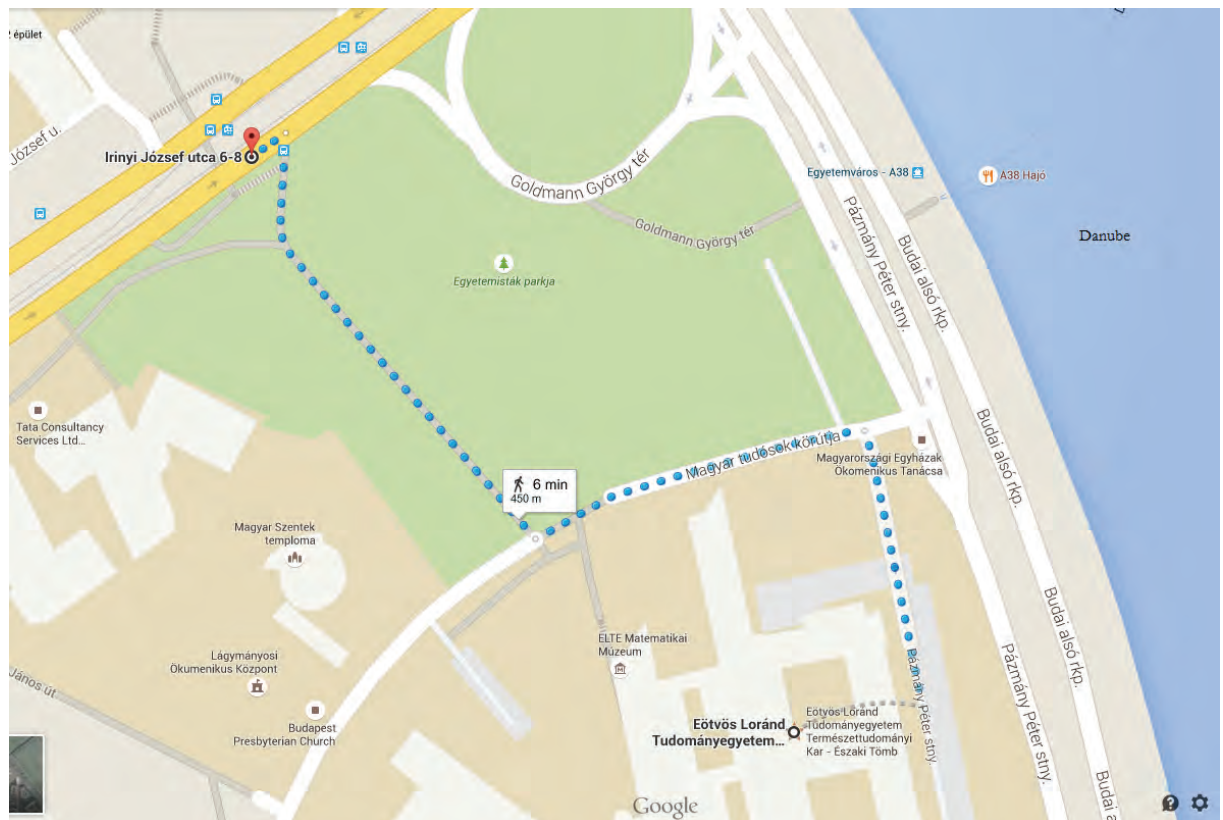 2 épület
József u.
Irinyi József utca 6-8
Goldmann György tér
Goldmann György tér
Egyetemváros - A38
A38 Hajó
Danube
Pázmány Péter stny.
Budai alsó rkp.
Egyetemisták parkja
Tata Consultancy
Services Ltd...
6 min
450 m
Magyar tudósok körútja
Magyarországi Egyházak
Ökomenikus Tanácsa
Budai alsó rkp.
Magyar Szentek
temploma
Budai alsó rkp.
ELTE Matematikai
Múzeum
Lágymányosi
Ökumenikus Központ
János út
Budapest
Presbyterian Church
Pázmány Péter stny.
Pázmány Péter stny.
Eötvös Loránd
Tudományegyetem...
Eötvös Loránd
Tudományegyetem
Természettudományi
Kar - Északi Tömb
Budai a
Google